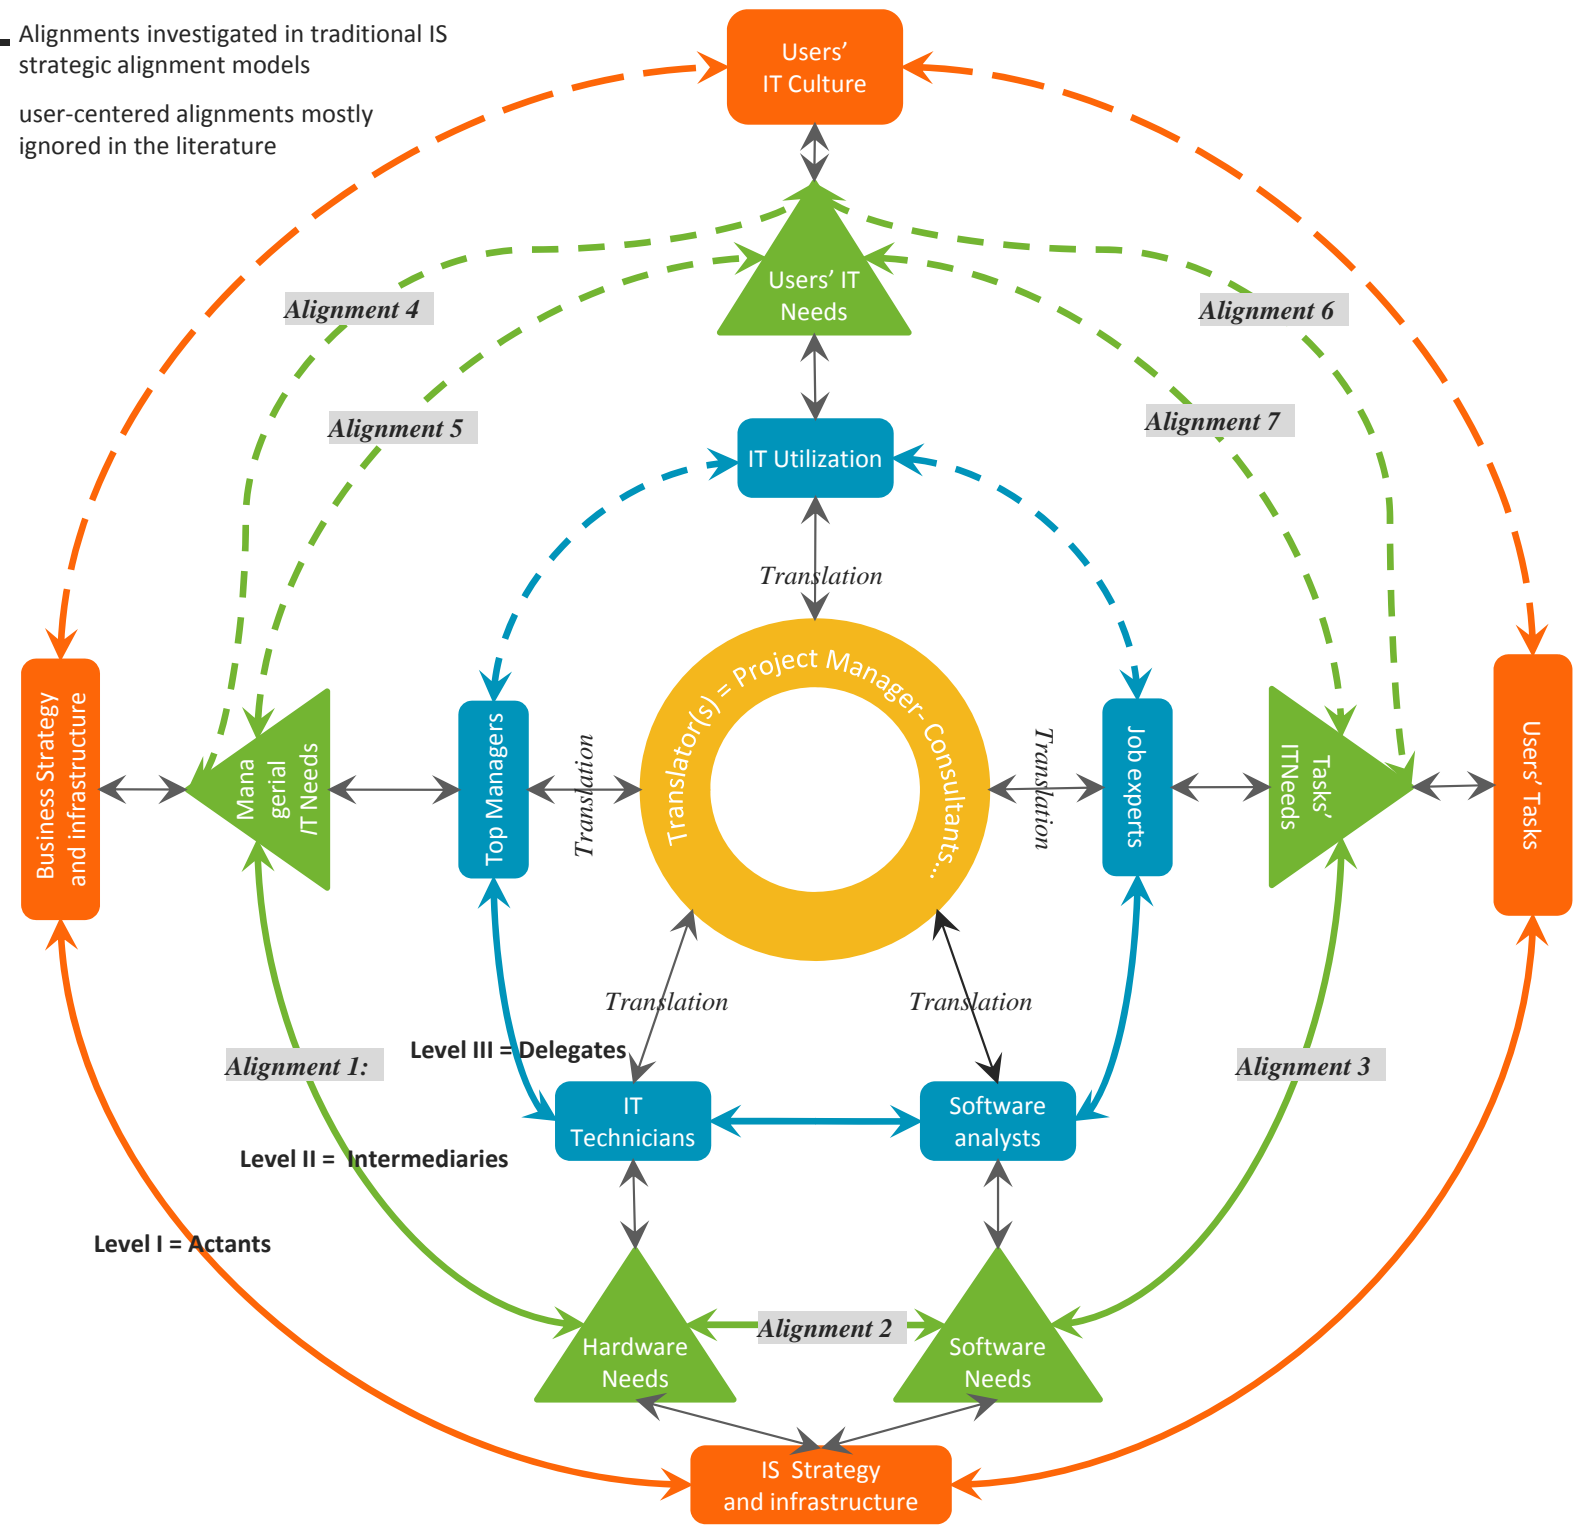 Alignments investigated in traditional IS
strategic alignment models
user-centered alignments mostly
ignored in the literature
Users’
IT Culture
Users’ IT
Needs
Alignment 4
Alignment 6
Alignment 5
Alignment 7
IT Utilization
Translation
Translator(s) = Project Manager- Consultants...
Business Strategy
and infrastructure
Mana
gerial
IT Needs
Top Managers
Translation
Translation
Job experts
Tasks’
ITNeeds
Users’ Tasks
Translation
Translation
Level III = Delegates
Alignment 1:
Alignment 3
IT
Technicians
Software
analysts
Level II = Intermediaries
Level I = Actants
Alignment 2
Hardware
Needs
Software
Needs
IS Strategy
and infrastructure